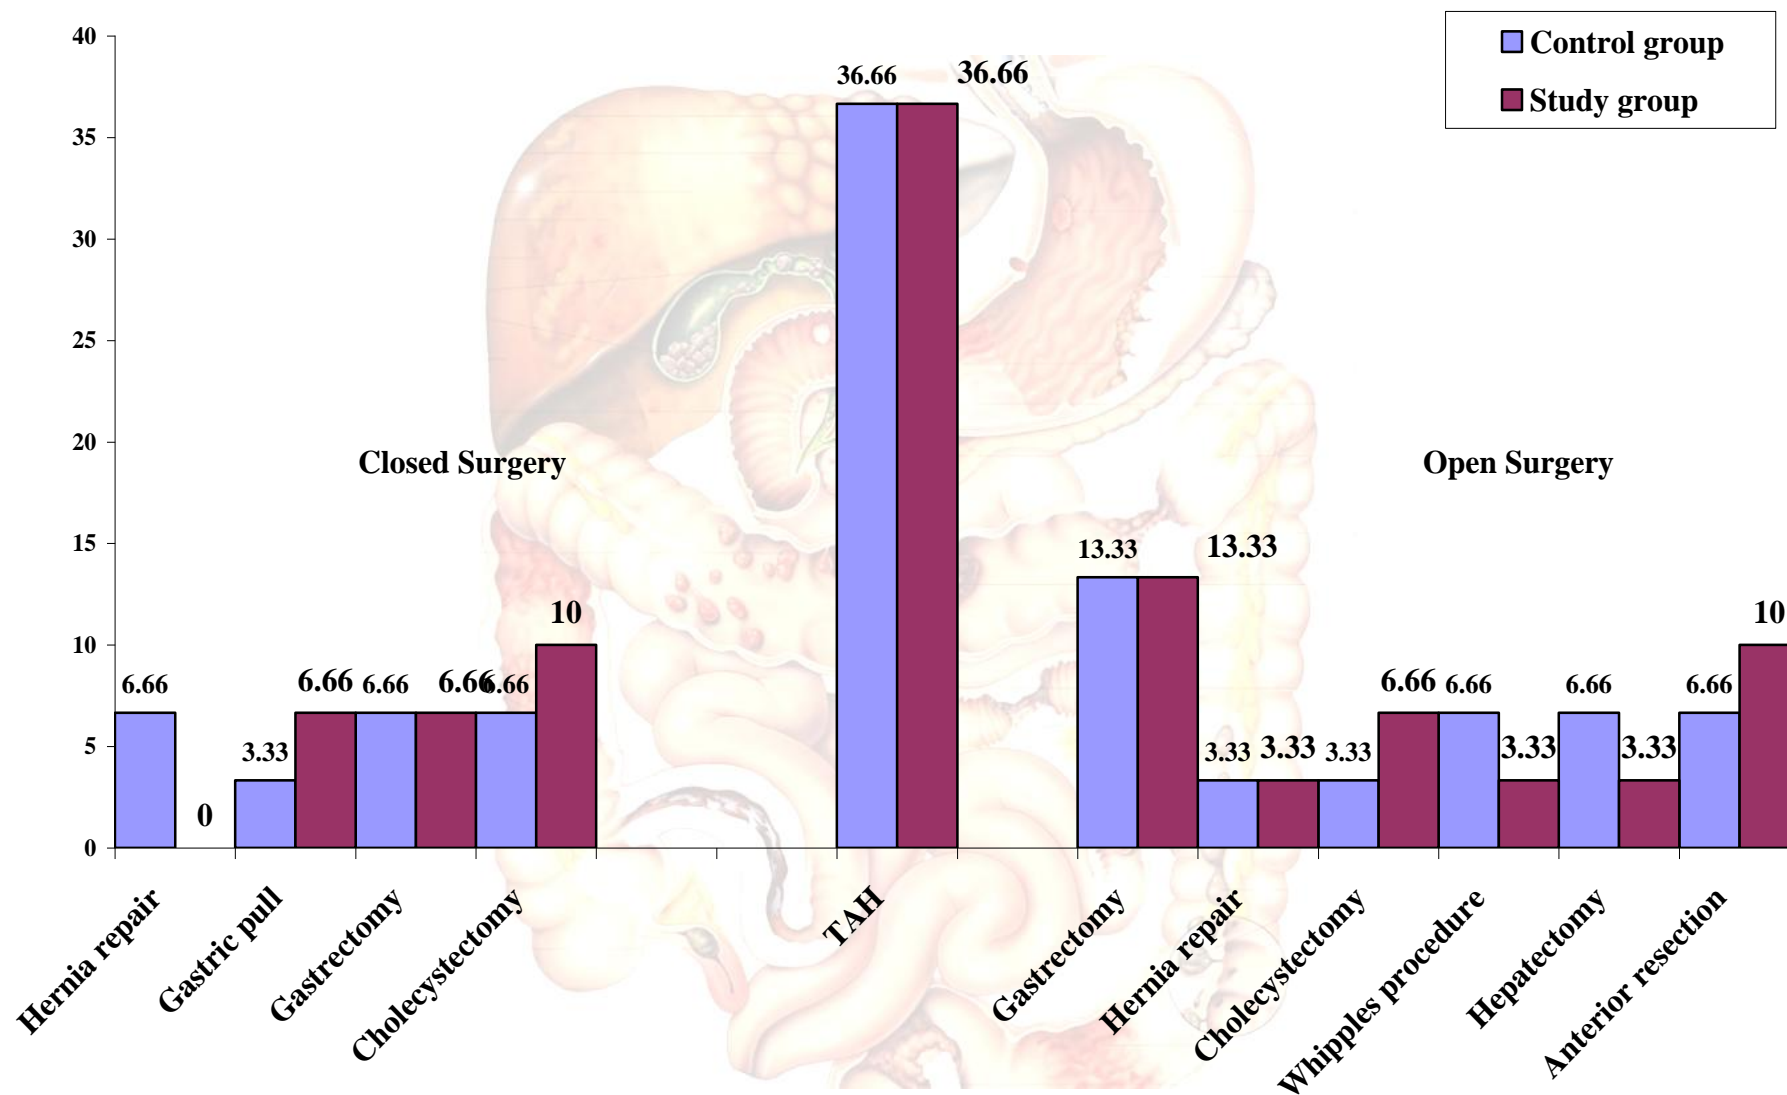 40
35
30
25
20
15
10
5
0
Control group
Study group
Closed Surgery
Open Surgery
6.66
0
3.33
6.66
6.66
6.66
6.66
10
36.66
36.66
13.33
13.33
3.33
3.33
3.33
6.66
6.66
3.33
6.66
3.33
6.66
10
Hernia repair
Gastric pull
Gastrectomy
Cholecystectomy
TAH
Gastrectomy
Hernia repair
Cholecystectomy
Whipples procedure
Hepatectomy
Anterior resection